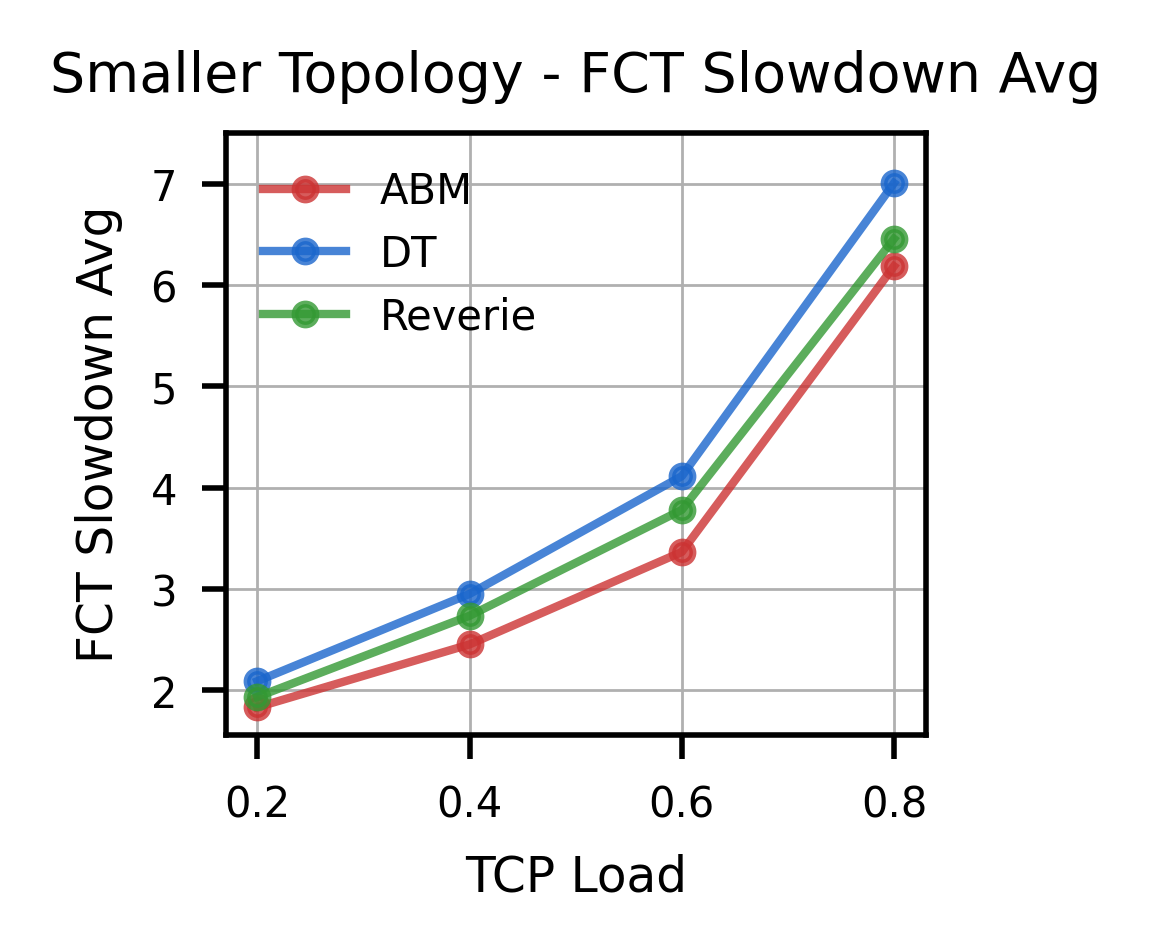 Smaller Topology - FCT Slowdown Avg
FCT Slowdown Avg
7
6
5
4
3
2
ABM
DT
Reverie
0.2 0.4 0.6 0.8
TCP Load